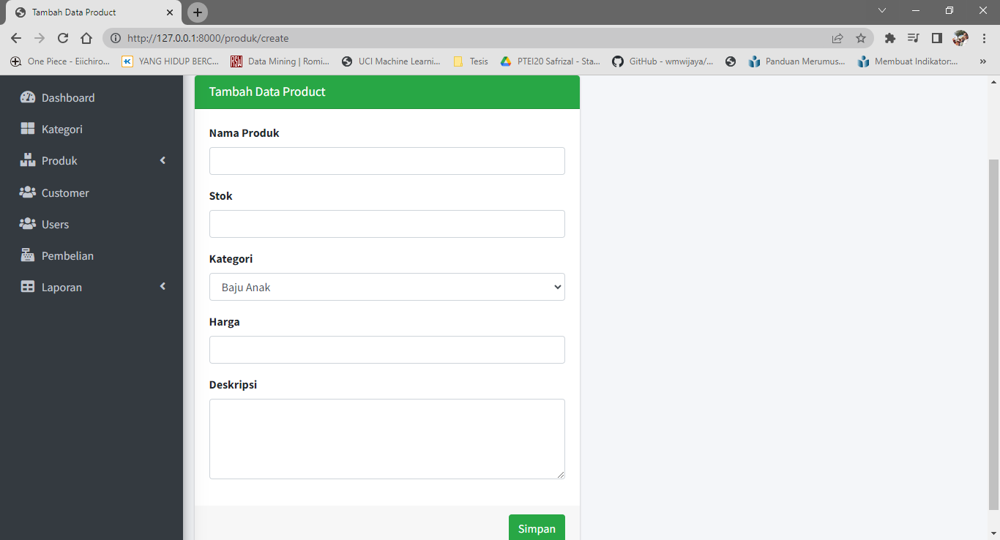 Tambah Data Product
http://127.0.0.1:8000/produk/create
One Piece - Eiichiro...
YANG HIDUP BERC...
RSW
Data Mining | Romi...
UCI Machine Learni...
Tesis
PTEI20 Safrizal - Sta...
GitHub - wmwijaya/...
Panduan Merumus...
Membuat Indikator:...
»
Dashboard
Kategori
Produk
Customer
Users
Pembelian
Laporan
Tambah Data Product
Nama Produk
Stok
Kategori
Baju Anak
Harga
Deskripsi
Simpan